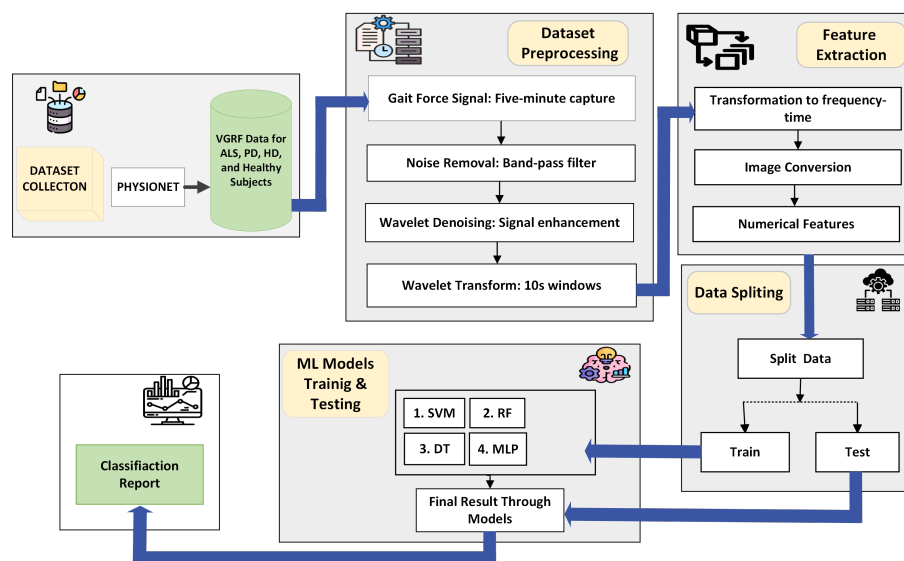 DATASET
COLLECTON
PHYSIONET
VGRF Data for
ALS, PD, HD,
and Healthy
Subjects
Dataset
Preprocessing
Gait Force Signal: Five-minute capture
Noise Removal: Band-pass filter
Wavelet Denoising: Signal enhancement
Wavelet Transform: 10s windows
Feature
Extraction
Transformation to frequency-
time
Image Conversion
Numerical Features
Data Spliting
Split Data
Train
Test
ML Models
Trainig &
Testing
1. SVM
2. RF
3. DT
4. MLP
Final Result Through
Models
Classifiaction
Report